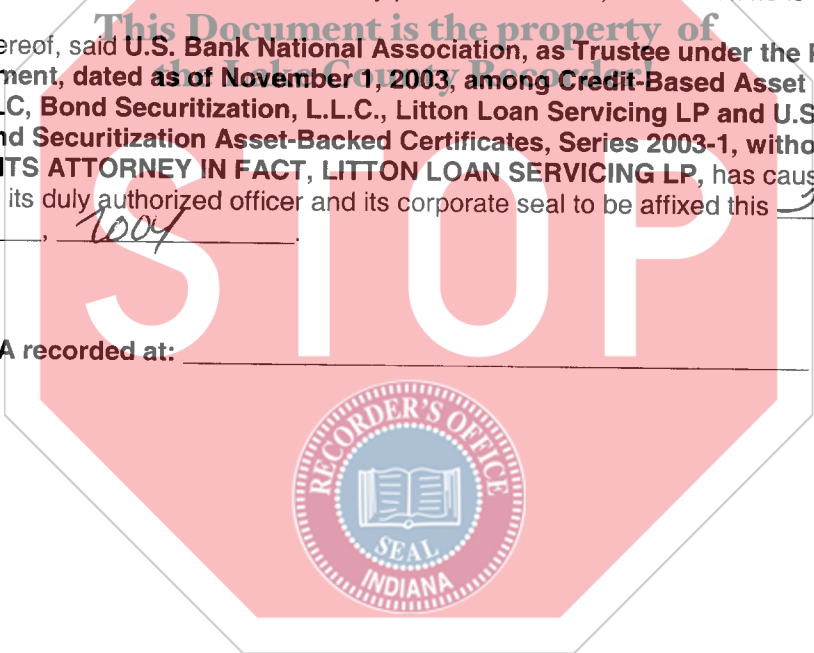 This Document is the property of
ereof, said U.S. Bank National Association, as Trustee under the
ment, dated as of November 1, 2003, among Credit-Based Asset
the Lake County Recorder!
LC, Bond Securitization, L.L.C., Litton Loan Servicing LP and U.S
nd Securitization Asset-Backed Certificates, Series 2003-1, witho
ITS ATTORNEY IN FACT, LITTON LOAN SERVICING LP, has caus
its duly authorized officer and its corporate seal to be affixed this
, 2004.
STOP
A recorded at:
RECORDER'S OFFICE
SEAL
INDIANA